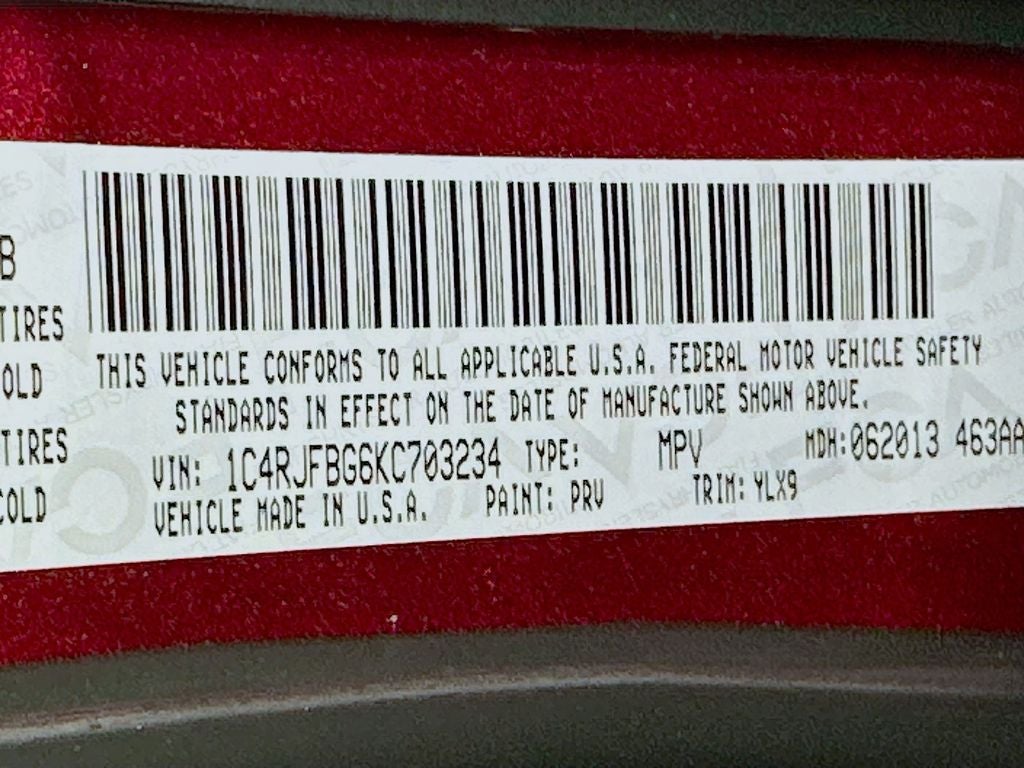 B
TIRES
OLD
TIRES
COLD
THIS VEHICLE CONFORMS TO ALL APPLICABLE U.S.A. FEDERAL MOTOR VEHICLE SAFETY
STANDARDS IN EFFECT ON THE DATE OF MANUFACTURE SHOWN ABOVE.
VIN: 1C4RJFBG6KC703234 TYPE: MPV MDH:062013 463AA
VEHICLE MADE IN U.S.A. PAINT: PRV TRIM: YLX9